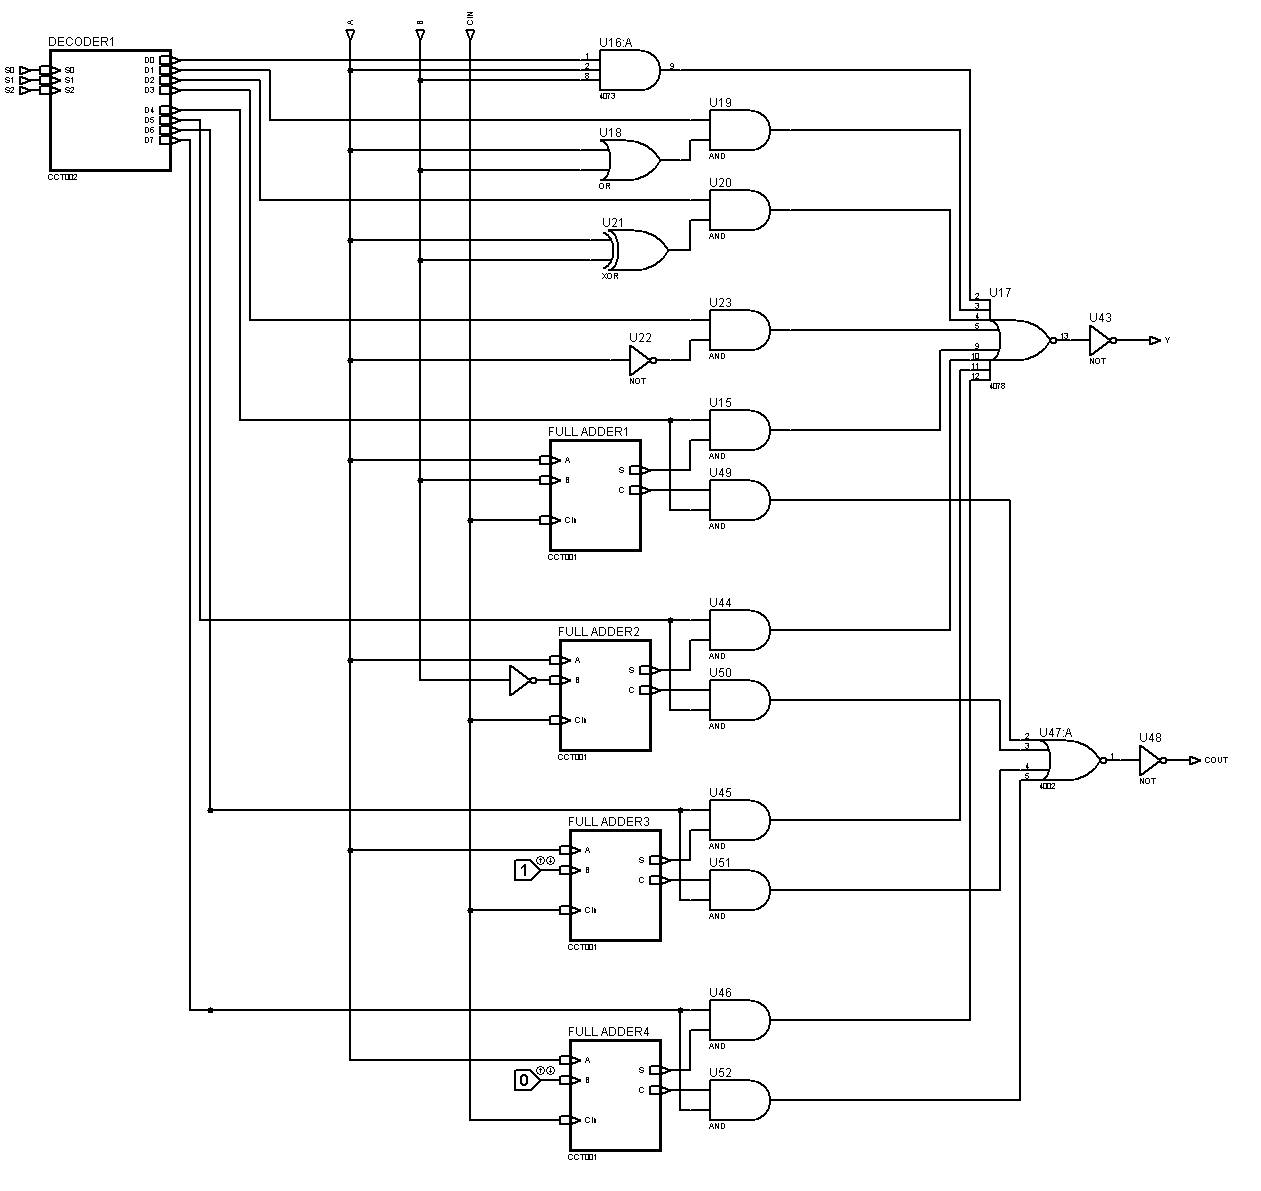 A
B
CIN
DECODER1
S0
S1
S2
S0
S1
S2
D0
D1
D2
D3
D4
D5
D6
D7
CCT002
U16:A
1
2
8
9
4073
U19
AND
U18
OR
U20
AND
U21
XOR
U23
AND
U22
NOT
U17
2
3
4
5
9
10
11
12
13
4078
U43
NOT
Y
U15
AND
FULL ADDER1
A
B
CIn
S
C
CCT001
U49
AND
U44
AND
FULL ADDER2
A
B
CIn
S
C
CCT001
U50
AND
U47:A
2
3
4
5
1
4002
U48
NOT
COUT
U45
AND
FULL ADDER3
A
B
CIn
S
C
1
CCT001
U51
AND
U46
AND
FULL ADDER4
A
B
CIn
S
C
0
CCT001
U52
AND